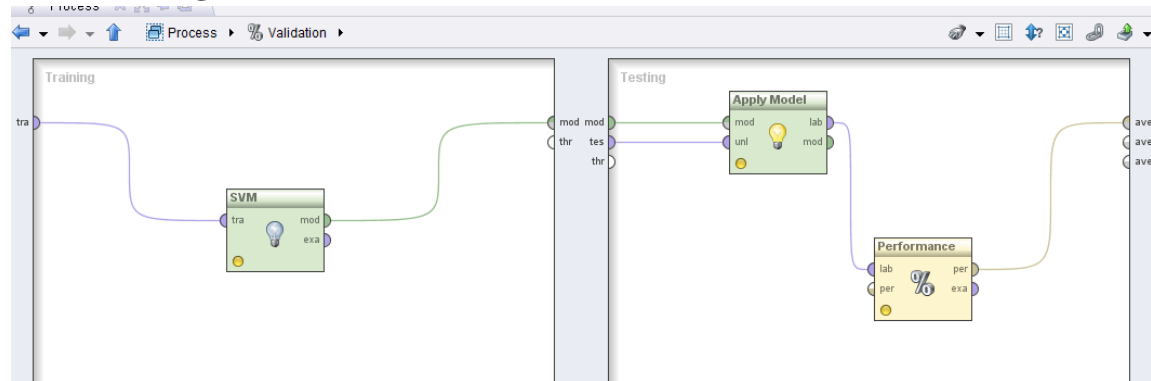 Process
Process Validation
Training
tra
mod
thr
SVM
tra mod
exa
Testing
mod
tes
thr
Apply Model
mod lab
unl mod
Performance
lab per
per exa
%
ave
ave
ave